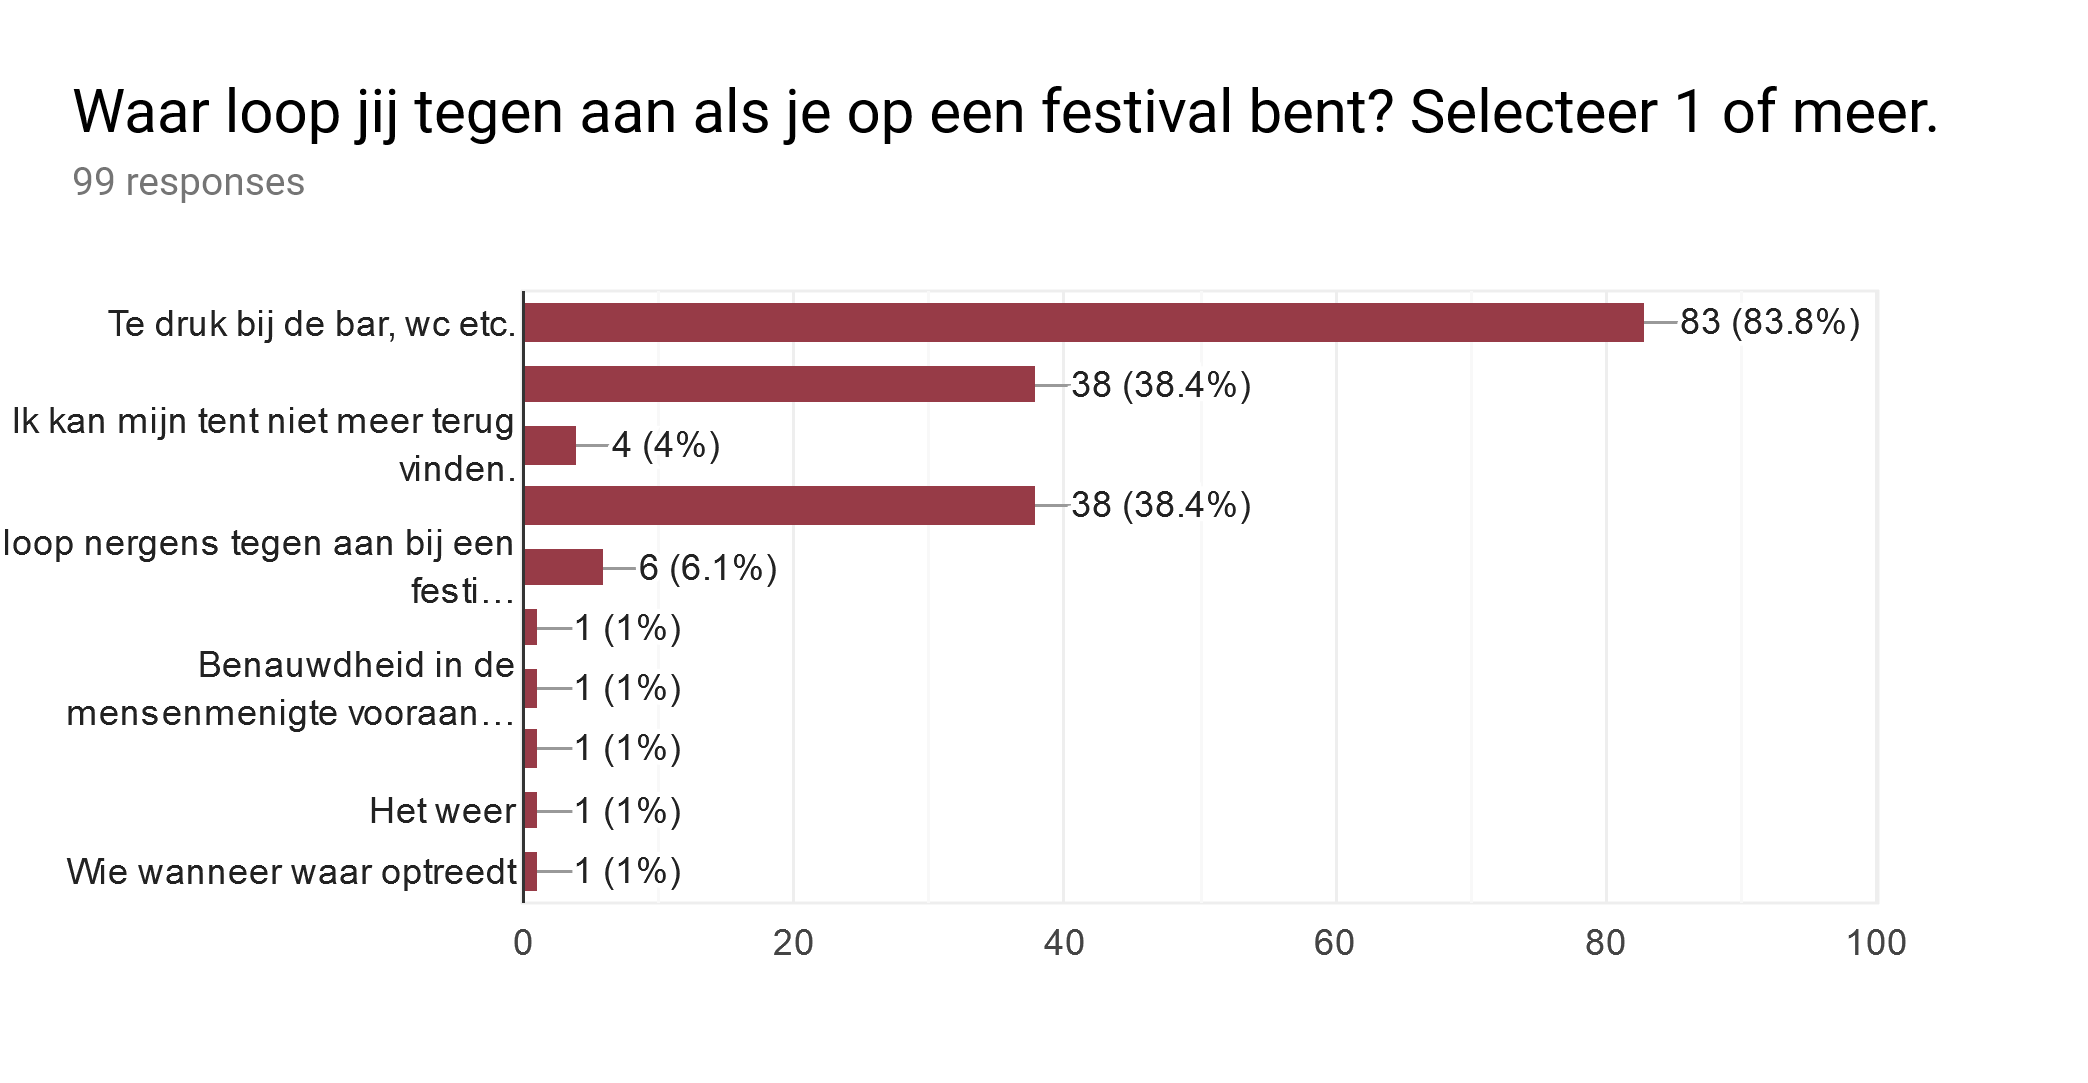 Waar loop jij tegen aan als je op een festival bent? Selecteer 1 of meer.
99 responses
Te druk bij de bar, wc etc.
83 (83.8%)
38 (38.4%)
Ik kan mijn tent niet meer terug
vinden.
4 (4%)
38 (38.4%)
loop nergens tegen aan bij een
festi…
6 (6.1%)
1 (1%)
Benauwdheid in de
mensenmenigte vooraan…
1 (1%)
1 (1%)
Het weer
1 (1%)
Wie wanneer waar optreedt
1 (1%)
0 20 40 60 80 100